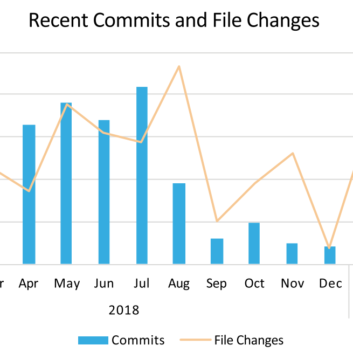 Recent Commits and File Changes
r Apr May Jun Jul Aug Sep Oct Nov Dec
2018
Commits File Changes